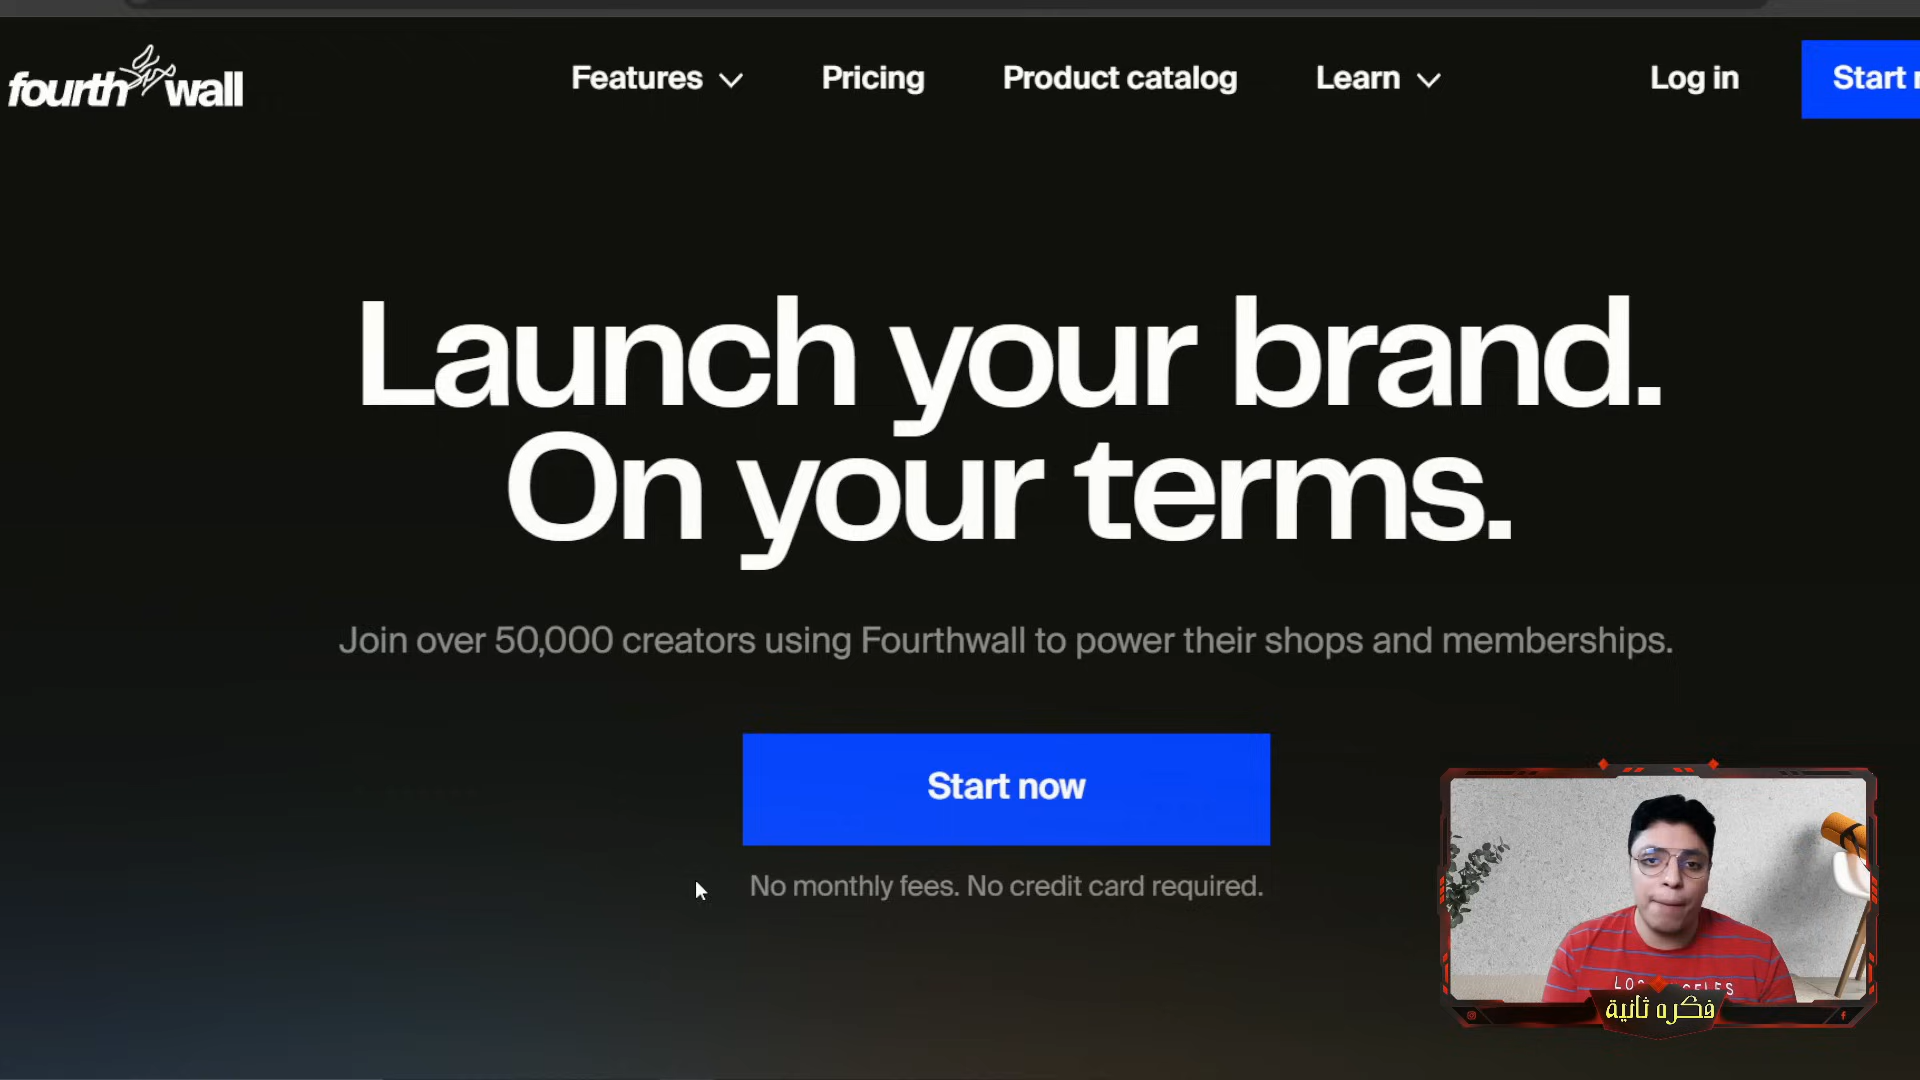 fourthwall
Features
Pricing
Product catalog
Learn
Log in
Start
Launch your brand.
On your terms.
Join over 50,000 creators using Fourthwall to power their shops and memberships.
Start now
No monthly fees. No credit card required.
فكره ثانية